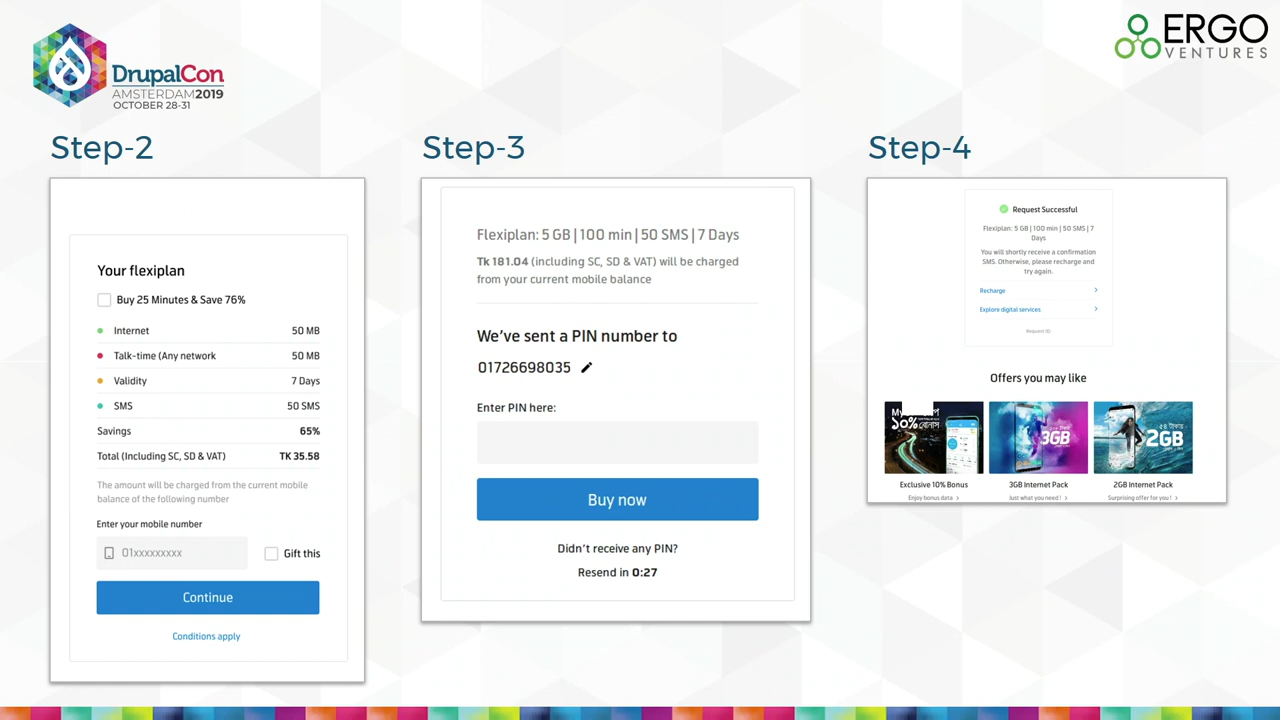 DrupalCon
AMSTERDAM2019
OCTOBER 28-31
ERGO
VENTURES
Step-2
Your flexiplan
Buy 25 Minutes & Save 76%
Internet 50 MB
Talk-time (Any network 50 MB
Validity 7 Days
SMS 50 SMS
Savings 65%
Total (Including SC, SD & VAT) TK 35.58
The amount will be charged from the current mobile
balance of the following number
Enter your mobile number
01xxxxxxxxx Gift this
Continue
Conditions apply
Step-3
Flexiplan: 5 GB | 100 min | 50 SMS | 7 Days
Tk 181.04 (including SC, SD & VAT) will be charged
from your current mobile balance
We've sent a PIN number to
01726698035
Enter PIN here:
Buy now
Didn't receive any PIN?
Resend in 0:27
Step-4
Request Successful
Flexiplan: 5 GB | 100 min | 50 SMS | 7
Days
You will shortly receive a confirmation
SMS. Otherwise, please recharge and
try again.
Recharge
Explore digital services
Request ID:
Offers you may like
১০% বোনাস
3GB
৫৪ টাকায়
2GB
Exclusive 10% Bonus
Enjoy bonus data >
3GB Internet Pack
Just what you need ! >
2GB Internet Pack
Surprising offer for you ! >